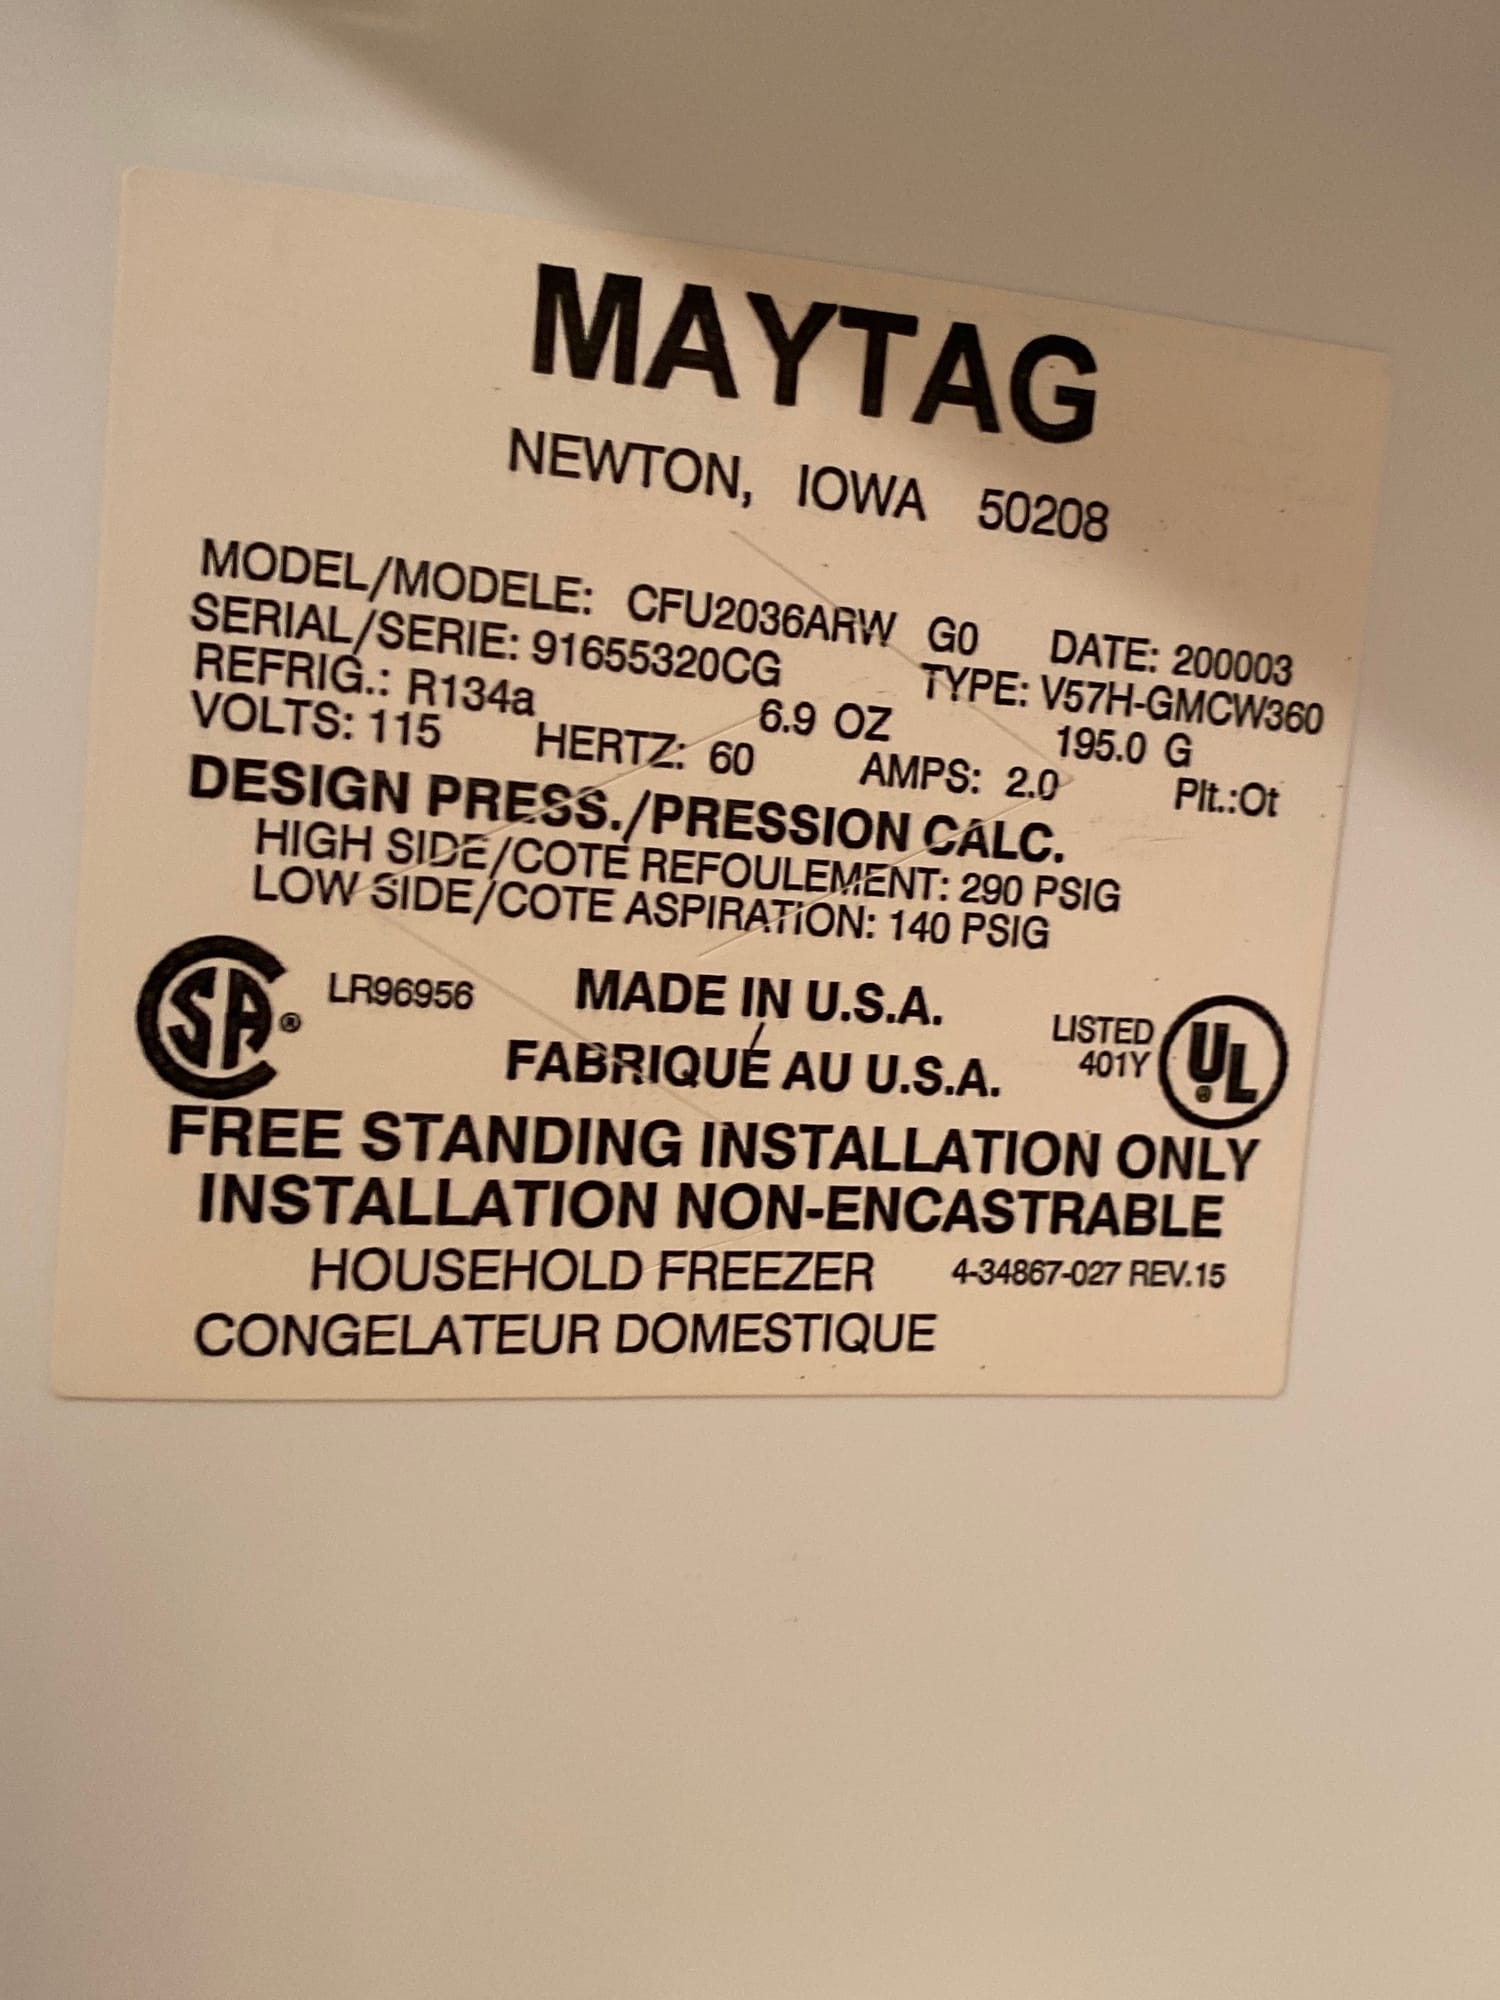 MAYTAG
NEWTON, IOWA 50208
MODEL/MODELE: CFU2036ARW G0 DATE: 200003
SERIAL/SERIE: 91655320CG TYPE: V57H-GMCW360
REFRIG.: R134a 6.9 OZ 195.0 G
VOLTS: 115 HERTZ: 60 AMPS: 2.0 Plt.:Ot
DESIGN PRESS./PRESSION CALC.
HIGH SIDE/COTE REFOULEMENT: 290 PSIG
LOW SIDE/COTE ASPIRATION: 140 PSIG
CSA® LR96956 MADE IN U.S.A. LISTED UL®
FABRIQUÉ AU U.S.A. 401Y
FREE STANDING INSTALLATION ONLY
INSTALLATION NON-ENCASTRABLE
HOUSEHOLD FREEZER 4-34867-027 REV.15
CONGELATEUR DOMESTIQUE